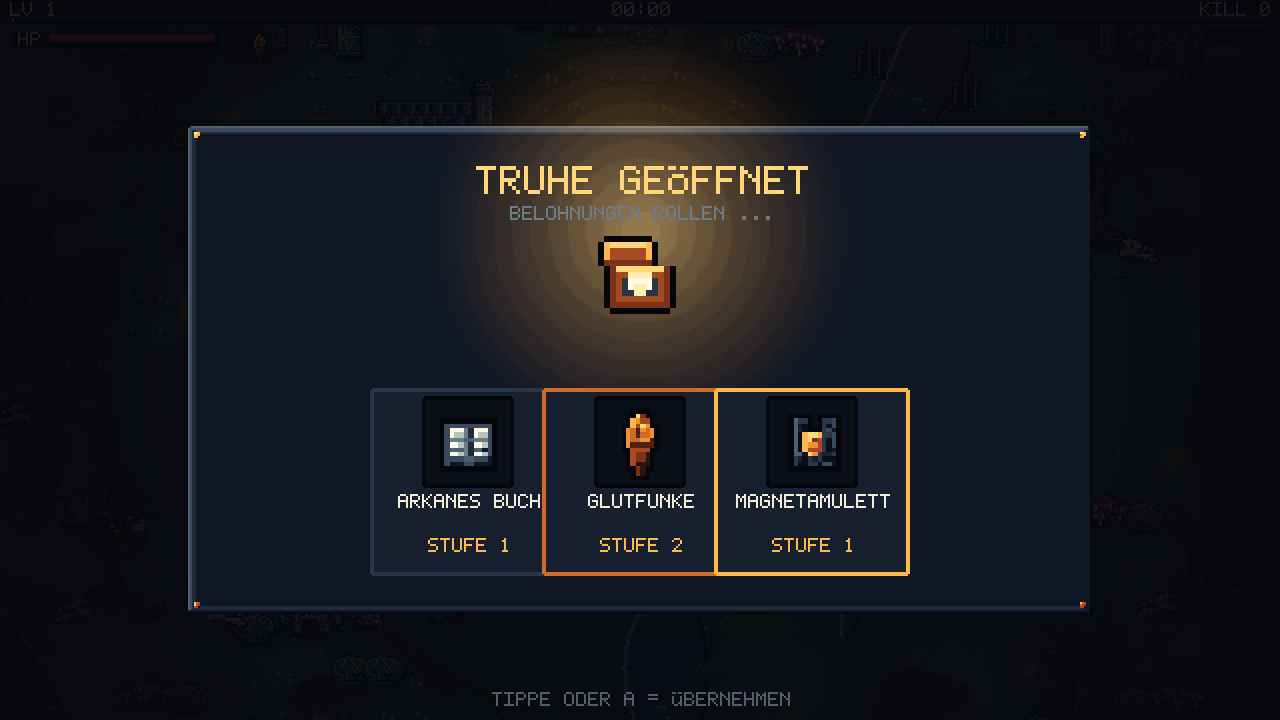 LV 1 00:00 KILL 0
HP
TRUHE GEöFFNET
BELOHNUNGEN ROLLEN ...
ARKANES BUCH GLUTFUNKE MAGNETAMULETT
STUFE 1 STUFE 2 STUFE 1
TIPPE ODER A = üBERNEHMEN